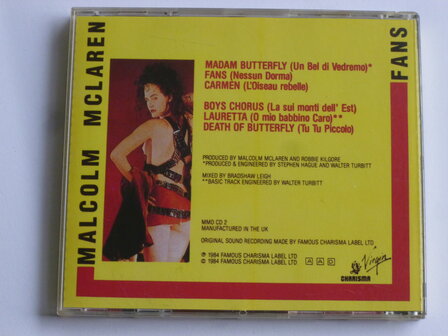 MALCOLM MCLAREN
FANS
MADAM BUTTERFLY (Un Bel di Vedremo)*
FANS (Nessun Dorma)
CARMEN (L'Oiseau rebelle)
BOYS CHORUS (La sui monti dell' Est)
LAURETTA (O mio babbino Caro)**
DEATH OF BUTTERFLY (Tu Tu Piccolo)
PRODUCED BY MALCOLM MCLAREN AND ROBBIE KILGORE
*PRODUCED & ENGINEERED BY STEPHEN HAGUE AND WALTER TURBITT
MIXED BY BRADSHAW LEIGH
**BASIC TRACK ENGINEERED BY WALTER TURBITT
MMD CD 2
MANUFACTURED IN THE UK
ORIGINAL SOUND RECORDING MADE BY FAMOUS CHARISMA LABEL LTD
℗ 1984 FAMOUS CHARISMA LABEL LTD
© 1984 FAMOUS CHARISMA LABEL LTD
A A D
CHARISMA
Virgin